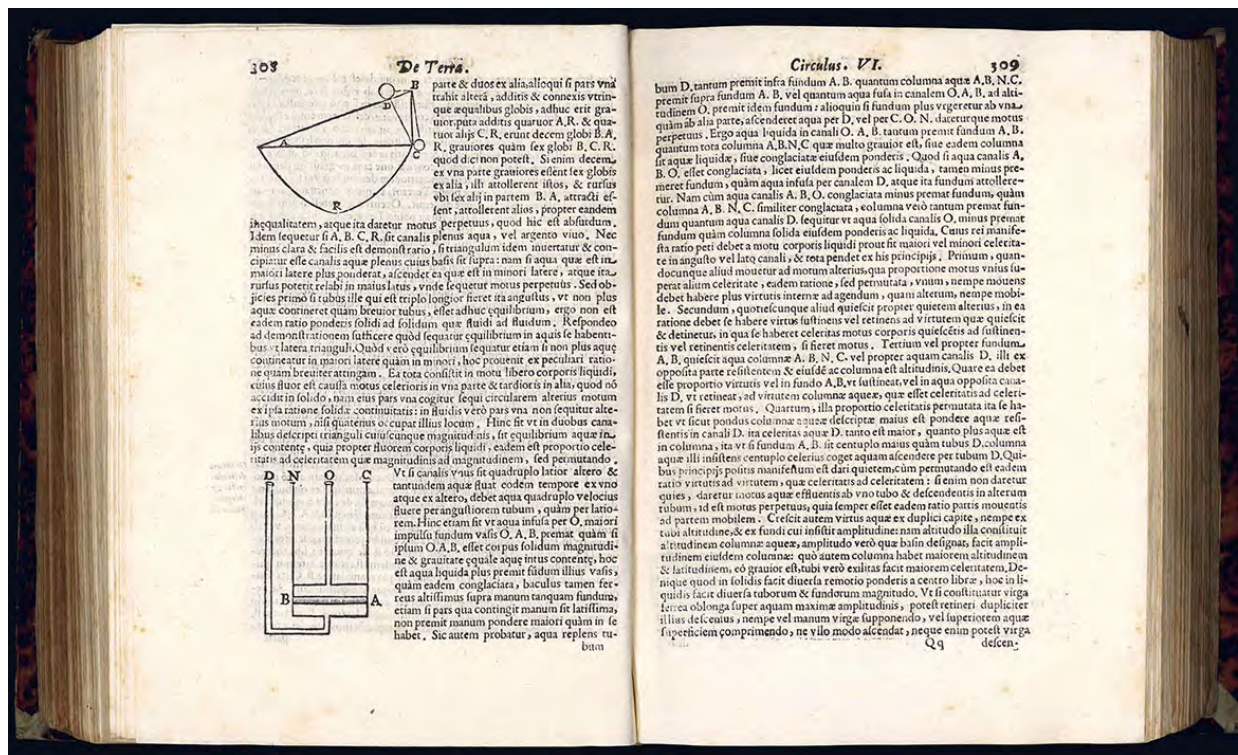 308
De Terra.
B
D
A
C
R
parte & duos ex alia, alioqui si pars vna
trahit alterã, additis & connexis vtrin-
que æqualibus globis, adhuc erit gra-
uior, puta additis quatuor A.R. & qua-
tuor alijs C.R. erunt decem globi B.A.
R. grauiores quàm sex globi B.C.R.
quod dici non potest. Si enim decem
ex vna parte grauiores essent sex globis
ex alia, illi attollerent istos, & rursus
vbi sex alij in partem B. A, attracti es-
sent, attollerent alios, propter eandem
inequalitatem, atque ita daretur motus perpetuus, quod hic est absurdum.
Idem sequetur si A. B. C. R. sit canalis plenus aqua, vel argento viuo. Nec
minus clara & facilis est demonstratio, si triangulum idem inuertatur & con-
cipiatur esse canalis aquæ plenus cuius basis sit supra: nam si aqua quæ est in
maiori latere plus ponderat, ascendet ea quæ est in minori latere, atque ita
rursus poterit relabi in maius latus, vnde sequetur motus perpetuus. Sed ob-
jicies primò si tubus ille qui est triplo longior fieret ita angustus, vt non plus
aquæ contineret quàm breuior tubus, esset adhuc equilibrium, ergo non est
eadem ratio ponderis solidi ad solidum quæ fluidi ad fluidum. Respondeo
ad demonstrationem sufficere quòd sequatur equilibrium in aquis se habenti-
bus vt latera trianguli. Quòd verò equilibrium sequatur etiam si non plus aquę
contineatur in maiori latere quàm in minori, hoc prouenit ex peculiari ratio-
ne quam breuiter attingam. Ea tota consistit in motu libero corporis liquidi,
cuius fluor est causa motus celerioris in vna parte & tardioris in alia, quod nõ
accidit in solido, nam eius pars vna cogitur sequi circularem alterius motum
ex ipsa ratione solidæ continuitatis: in fluidis verò pars vna non sequitur alte-
rius motum, nisi quatenus occupat illius locum. Hinc fit vt in duobus cana-
libus descripti trianguli cuiuscunque magnitudinis, sit equilibrium aquæ in
ijs contentę, quia propter fluorem corporis liquidi, eadem est proportio cele-
ritatis ad celeritatem quæ magnitudinis ad magnitudinem, sed permutando.
D N O C
B A
Vt si canalis vnus sit quadruplo latior altero &
tantundem aquæ fluat eodem tempore ex vno
atque ex altero, debet aqua quadruplo velocius
fluere per angustiorem tubum, quàm per latio-
rem. Hinc etiam fit vt aqua infusa per O. maiori
impulsu fundum vasis O. A. B. premat quàm si
ipsum O.A.B. esset corpus solidum magnitudi-
ne & grauitate equale aquę intus contentę, hoc
est aqua liquida plus premit fũdum illius vasis,
quàm eadem conglaciata, baculus tamen fer-
reus altissimus supra manum tanquam fundum,
etiam si pars qua contingit manum sit latissima,
non premit manum pondere maiori quàm in se
habet. Sic autem probatur, aqua replens tu-
bum
Circulus. VI.
309
bum D. tantum premit infra fundum A. B. quantum columna aquæ A.B.N.C.
premit supra fundum A. B. vel quantum aqua fusa in canalem O, A, B. ad alti-
tudinem O. premit idem fundum: alioquin si fundum plus vrgeretur ab vna
quàm ab alia parte, ascenderet aqua per D. vel per C. O. N. dareturque motus
perpetuus. Ergo aqua liquida in canali O. A. B. tantum premit fundum A. B.
quantum tota columna A.B.N.C quæ multo grauior est, siue eadem columna
sit aquæ liquidæ, siue conglaciatæ eiusdem ponderis. Quod si aqua canalis A.
B. O. esset conglaciata, licet eiusdem ponderis ac liquida, tamen minus pre-
meret fundum, quàm aqua infusa per canalem D. atque ita fundum attollere-
tur. Nam cùm aqua canalis A. B. O. conglaciata minus premat fundum, quàm
columna A. B. N. C. similiter conglaciata, columna verò tantum premat fun-
dum quantum aqua canalis D. sequitur vt aqua solida canalis O. minus premat
fundum quàm columna solida eiusdem ponderis ac liquida. Cuius rei manife-
sta ratio peti debet a motu corporis liquidi prout fit maiori vel minori celerita-
te in angusto vel lato canali, & tota pendet ex his principijs. Primum, quan-
docunque aliud mouetur ad motum alterius, qua proportione motus vnius su-
perat alium celeritate, eadem ratione, sed permutata, vnum, nempe mouens
debet habere plus virtutis internæ ad agendum, quam alterum, nempe mobi-
le. Secundum, quotiescunque aliud quiescit propter quietem alterius, in ea
ratione debet se habere virtus sustinens vel retinens ad virtutem quæ quiescit
& detinetur, in qua se haberet celeritas motus corporis quiescẽtis ad sustinen-
tis vel retinentis celeritatem, si fieret motus. Tertium vel propter fundum
A, B, quiescit aqua columnæ A. B. N. C. vel propter aquam canalis D. illi ex
opposita parte resistentem & eiusdẽ ac columna est altitudinis. Quare ea debet
esse proportio virtutis vel in fundo A,B, vt sustineat, vel in aqua opposita cana-
lis D. vt retineat, ad virtutem columnæ aqueæ, quæ esset celeritatis ad celeri-
tatem si fieret motus. Quartum, illa proportio celeritatis permutata ita se ha-
bet vt sicut pondus columnæ aqueæ descriptæ maius est pondere aquæ resi-
stentis in canali D. ita celeritas aquæ D. tanto est maior, quanto plus aquæ est
in columna, ita vt si fundum A. B. sit centuplo maius quàm tubus D. columna
aquæ illi insistens centuplo celerius coget aquam ascendere per tubum D. Qui-
bus principijs positis manifestum est dari quietem, cùm permutando est eadem
ratio virtutis ad virtutem, quæ celeritatis ad celeritatem: si enim non daretur
quies, daretur motus aquæ effluentis ab vno tubo & descendentis in alterum
tubum, id est motus perpetuus, quia semper esset eadem ratio partis mouentis
ad partem mobilem. Crescit autem virtus aquæ ex duplici capite, nempe ex
tubi altitudine, & ex fundi cui insistit amplitudine: nam altitudo illa constituit
altitudinem columnæ aqueæ, amplitudo verò quæ basin designat, facit ampli-
tudinem eiusdem columnæ: quò autem columna habet maiorem altitudinem
& latitudinem, eò grauior est, tubi verò exilitas facit maiorem celeritatem. De-
nique quod in solidis facit diuersa remotio ponderis a centro libræ, hoc in li-
quidis facit diuersa tuborum & fundorum magnitudo. Vt si constituatur virga
ferrea oblonga super aquam maximæ amplitudinis, potest retineri dupliciter
illius descensus, nempe vel manum virgæ supponendo, vel superiorem aquæ
superficiem comprimendo, ne vllo modo ascendat, neque enim potest virga
Qq
descen-